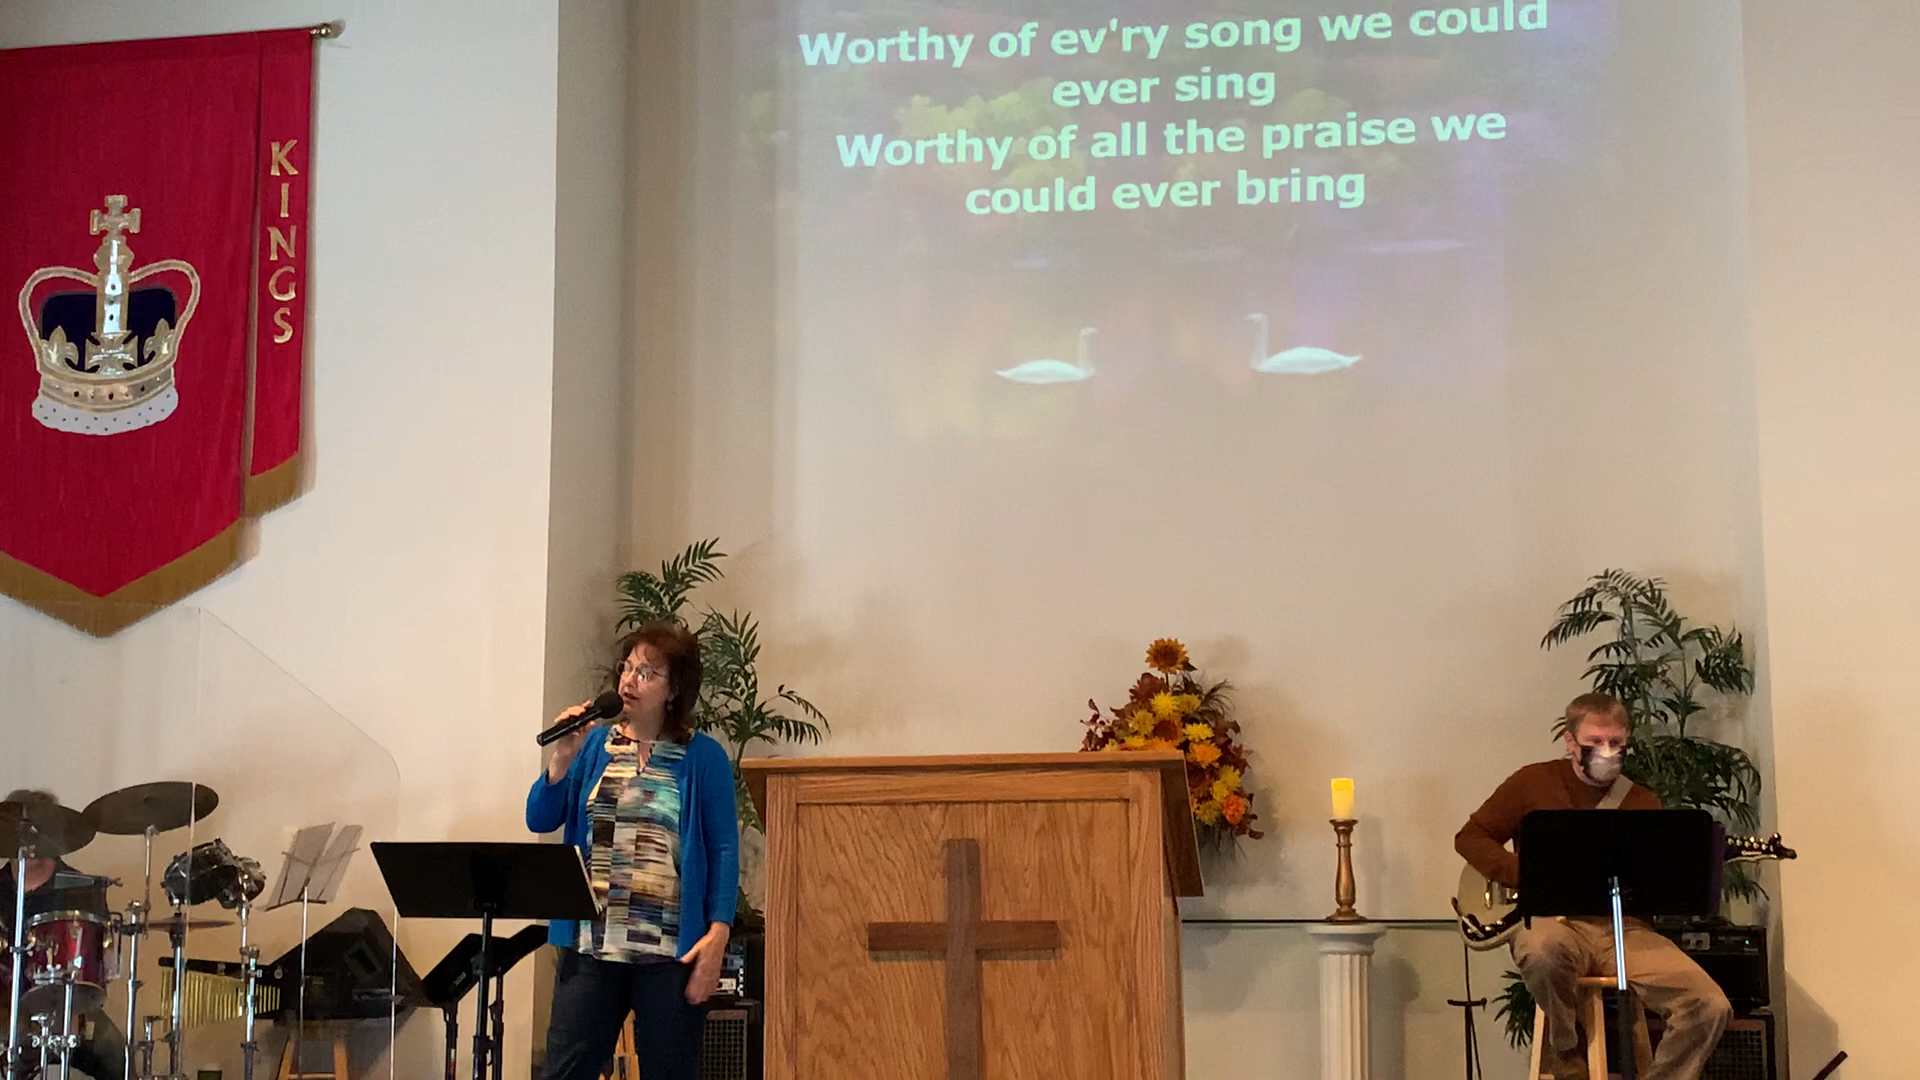 KINGS
Worthy of ev'ry song we could
ever sing
Worthy of all the praise we
could ever bring